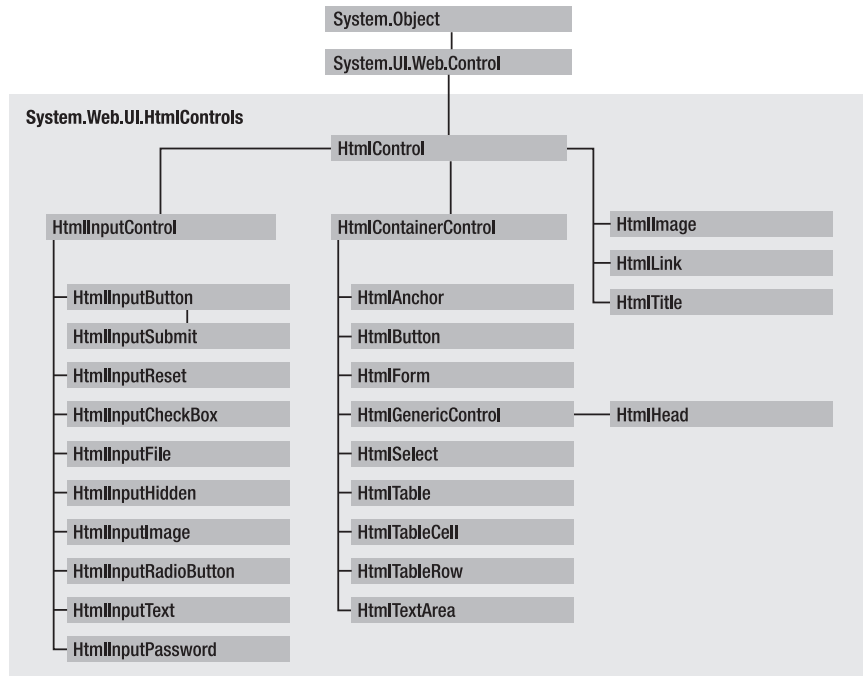 System.Object
System.UI.Web.Control
System.Web.UI.HtmlControls
HtmlControl
HtmlInputControl
HtmlInputButton
HtmlInputSubmit
HtmlInputReset
HtmlInputCheckBox
HtmlInputFile
HtmlInputHidden
HtmlInputImage
HtmlInputRadioButton
HtmlInputText
HtmlInputPassword
HtmlContainerControl
HtmlAnchor
HtmlButton
HtmlForm
HtmlGenericControl
HtmlHead
HtmlSelect
HtmlTable
HtmlTableCell
HtmlTableRow
HtmlTextArea
HtmlImage
HtmlLink
HtmlTitle